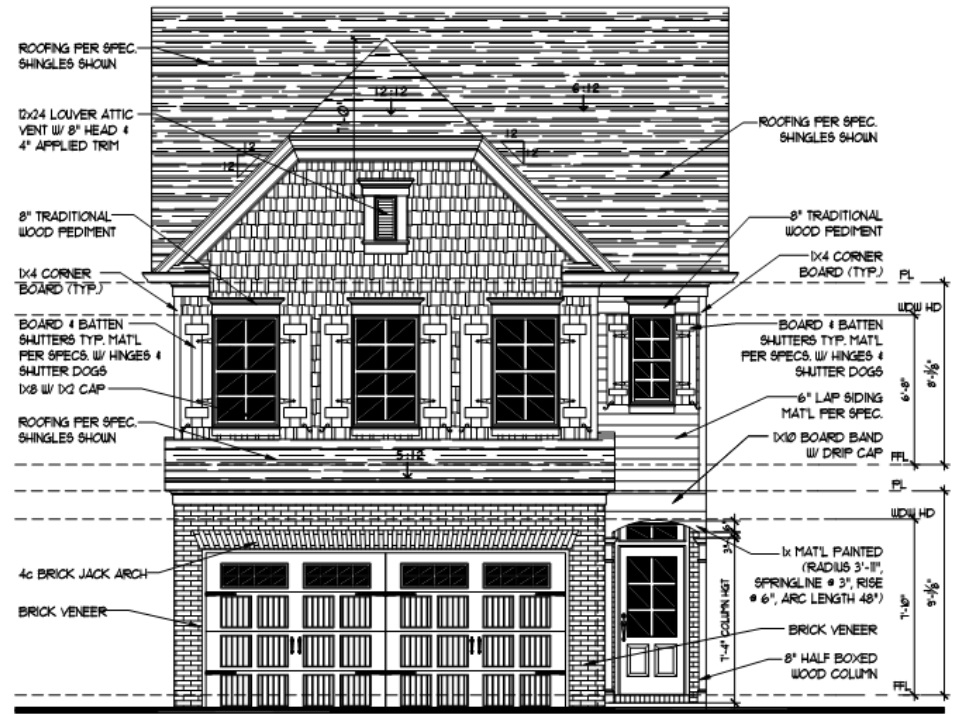 ROOFING PER SPEC.
SHINGLES SHOWN
12:12
6:12
7'-0"
12x24 LOUVER ATTIC
VENT W/ 8" HEAD &
4" APPLIED TRIM
ROOFING PER SPEC.
SHINGLES SHOWN
12
12
12
12
8" TRADITIONAL
WOOD PEDIMENT
8" TRADITIONAL
WOOD PEDIMENT
1X4 CORNER
BOARD (TYP.)
1X4 CORNER
BOARD (TYP.)
PL
WDW HD
BOARD & BATTEN
SHUTTERS TYP. MAT'L
PER SPECS. W/ HINGES &
SHUTTER DOGS
BOARD & BATTEN
SHUTTERS TYP. MAT'L
PER SPECS. W/ HINGES &
SHUTTER DOGS
6'-8"
8'-1/8"
1X8 W/ 1X2 CAP
6" LAP SIDING
MAT'L PER SPEC.
ROOFING PER SPEC.
SHINGLES SHOWN
1X10 BOARD BAND
W/ DRIP CAP
5:12
FFL
PL
WDW HD
4c BRICK JACK ARCH
1x MAT'L PAINTED
(RADIUS 3'-11",
SPRINGLINE @ 3", RISE
@ 6", ARC LENGTH 48")
7'-4" COLUMN HGT
7'-10"
9'-1/8"
BRICK VENEER
BRICK VENEER
8" HALF BOXED
WOOD COLUMN
FFL